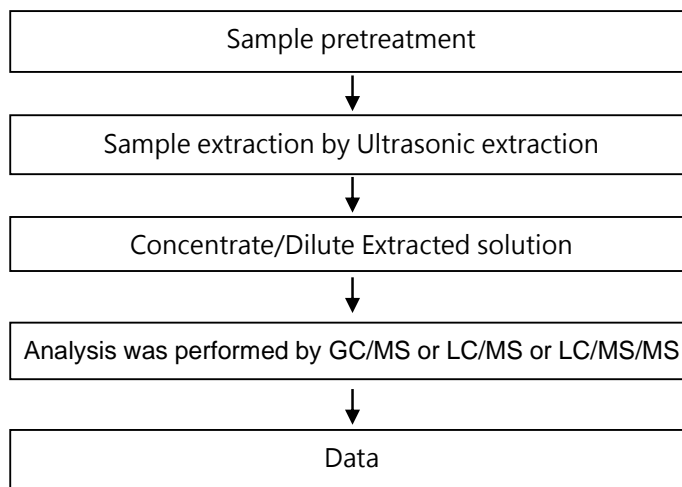 Sample pretreatment
Sample extraction by Ultrasonic extraction
Concentrate/Dilute Extracted solution
Analysis was performed by GC/MS or LC/MS or LC/MS/MS
Data